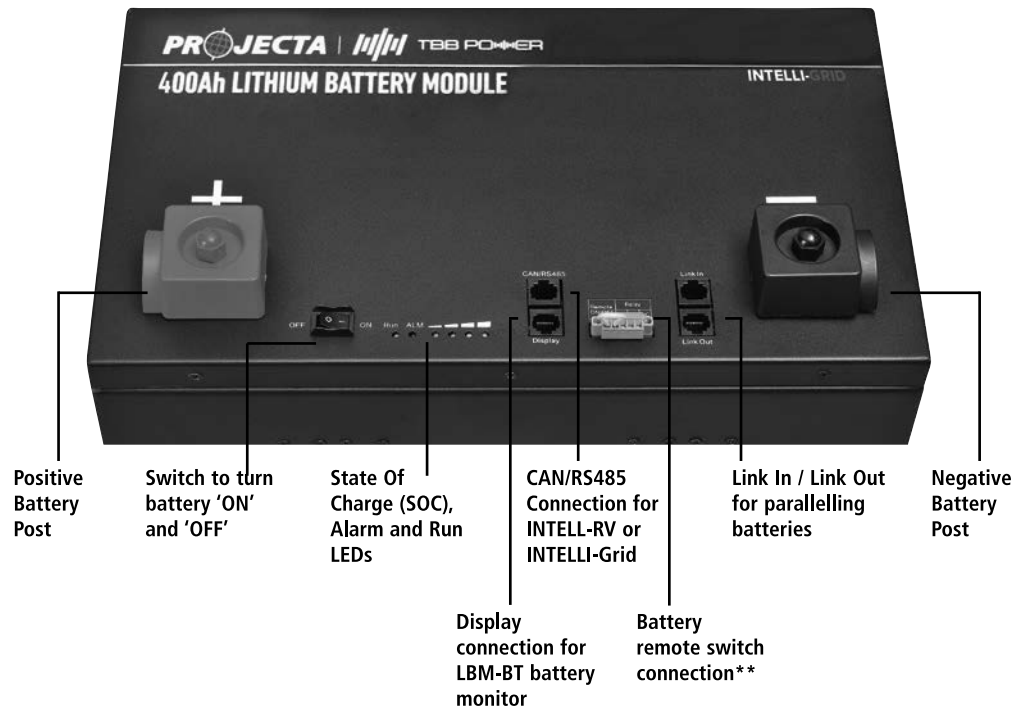 PROJECTA | TBB POWER
400Ah LITHIUM BATTERY MODULE
INTELLI-GRID
+
−
OFF
O
ON
Run
ALM
CAN/RS485
Display
Remote
Relay
Link In
Link Out
Positive
Battery
Post
Switch to turn
battery ‘ON’
and ‘OFF’
State Of
Charge (SOC),
Alarm and Run
LEDs
CAN/RS485
Connection for
INTELL-RV or
INTELLI-Grid
Link In / Link Out
for parallelling
batteries
Negative
Battery
Post
Display
connection for
LBM-BT battery
monitor
Battery
remote switch
connection**